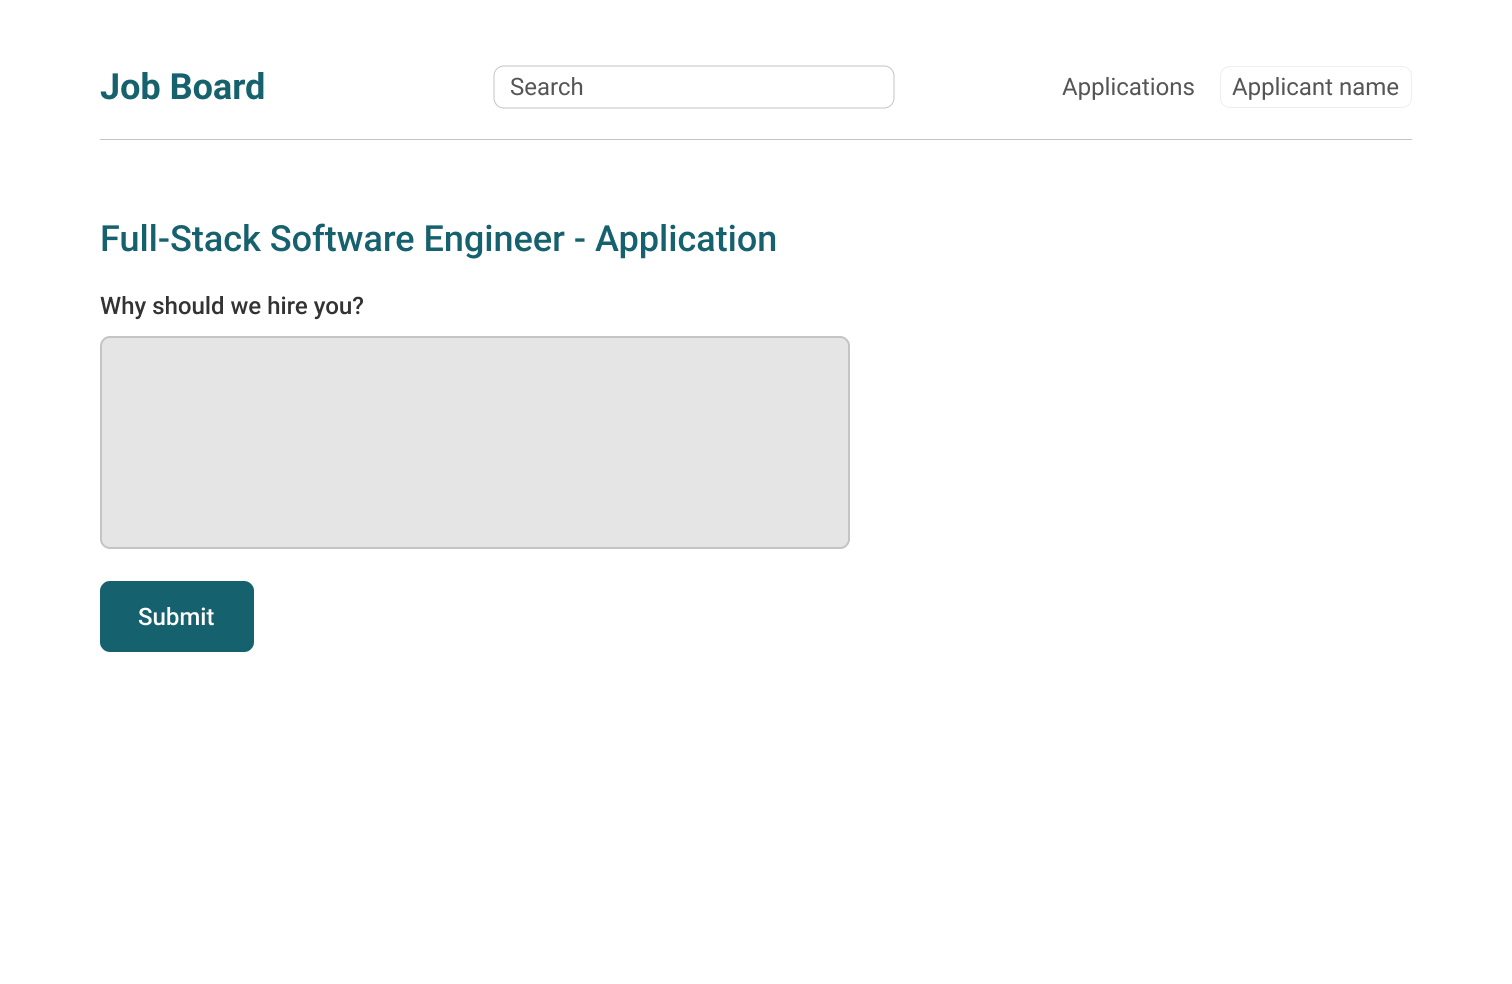 Job Board
Search
Applications
Applicant name
Full-Stack Software Engineer - Application
Why should we hire you?
Submit